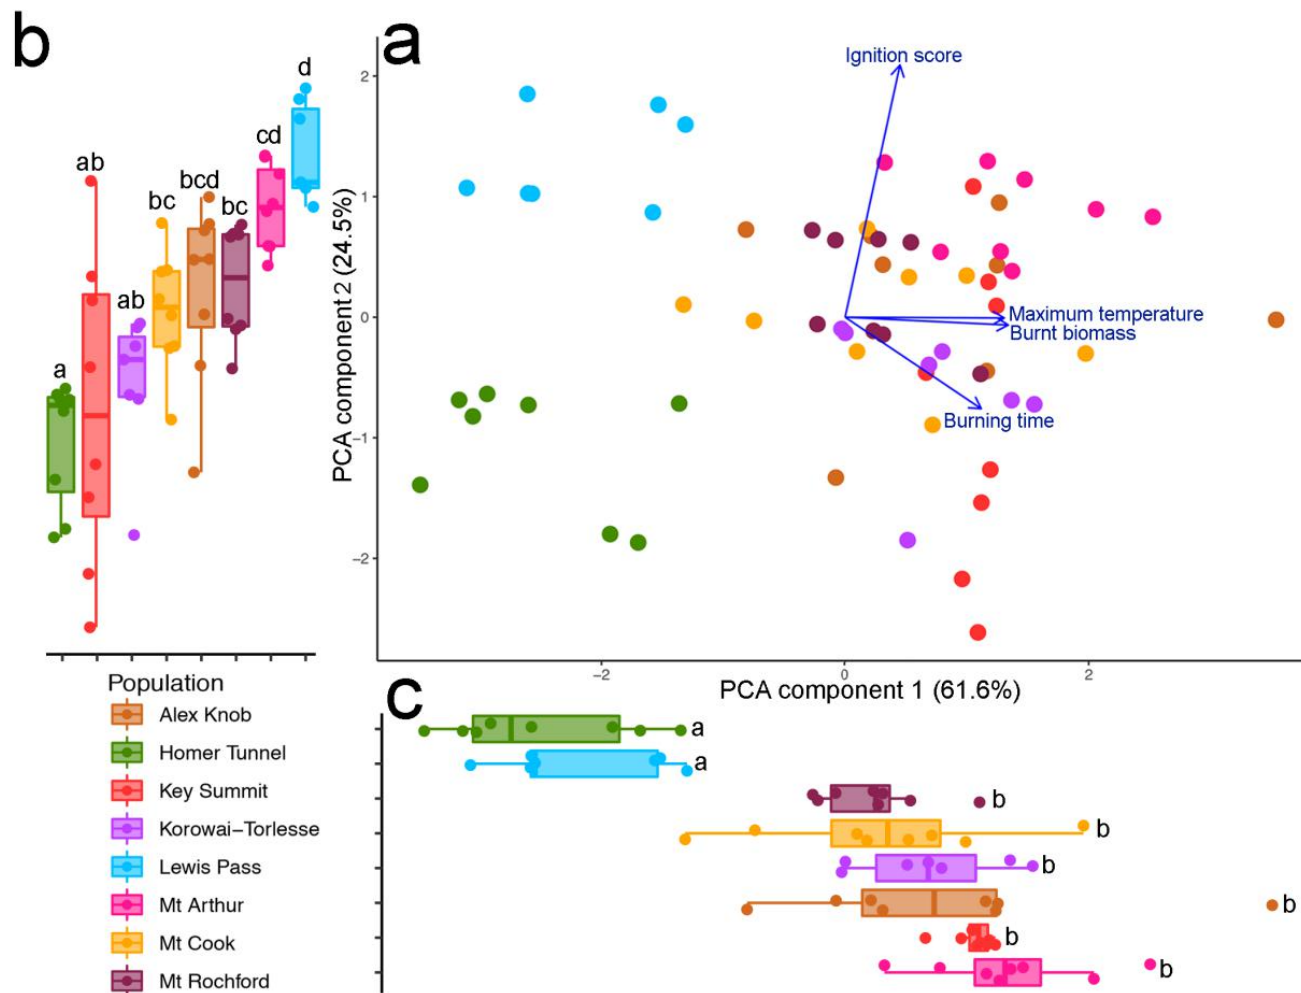 b
a
d
cd
bcd
bc
bc
ab
ab
a
Ignition score
Maximum temperature
Burnt biomass
Burning time
PCA component 2 (24.5%)
2
1
0
−1
−2
−2
0
2
PCA component 1 (61.6%)
Population
Alex Knob
Homer Tunnel
Key Summit
Korowai−Torlesse
Lewis Pass
Mt Arthur
Mt Cook
Mt Rochford
c
a
a
b
b
b
b
b
b